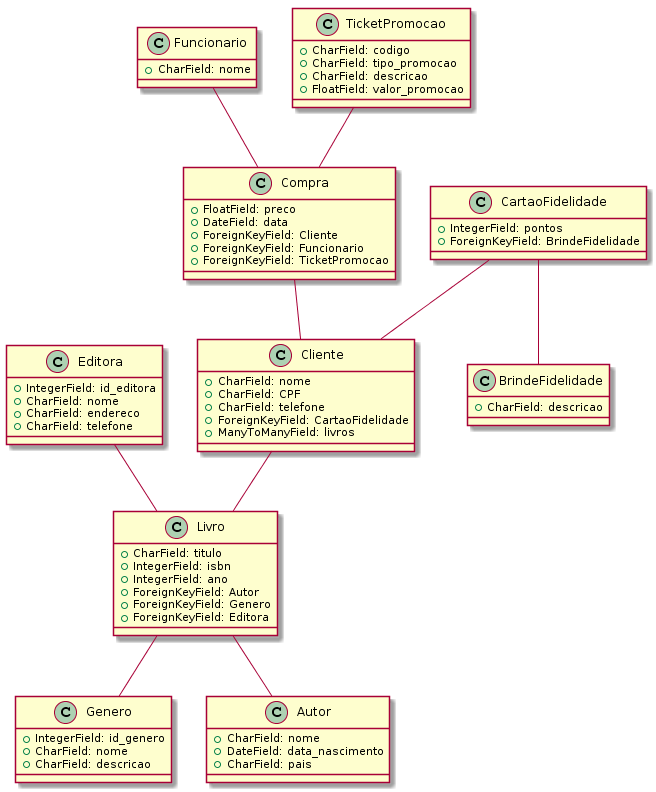 C Funcionario
CharField: nome
C TicketPromocao
CharField: codigo
CharField: tipo_promocao
CharField: descricao
FloatField: valor_promocao
C Compra
FloatField: preco
DateField: data
ForeignKeyField: Cliente
ForeignKeyField: Funcionario
ForeignKeyField: TicketPromocao
C CartaoFidelidade
IntegerField: pontos
ForeignKeyField: BrindeFidelidade
C Editora
IntegerField: id_editora
CharField: nome
CharField: endereco
CharField: telefone
C Cliente
CharField: nome
CharField: CPF
CharField: telefone
ForeignKeyField: CartaoFidelidade
ManyToManyField: livros
C BrindeFidelidade
CharField: descricao
C Livro
CharField: titulo
IntegerField: isbn
IntegerField: ano
ForeignKeyField: Autor
ForeignKeyField: Genero
ForeignKeyField: Editora
C Genero
IntegerField: id_genero
CharField: nome
CharField: descricao
C Autor
CharField: nome
DateField: data_nascimento
CharField: pais